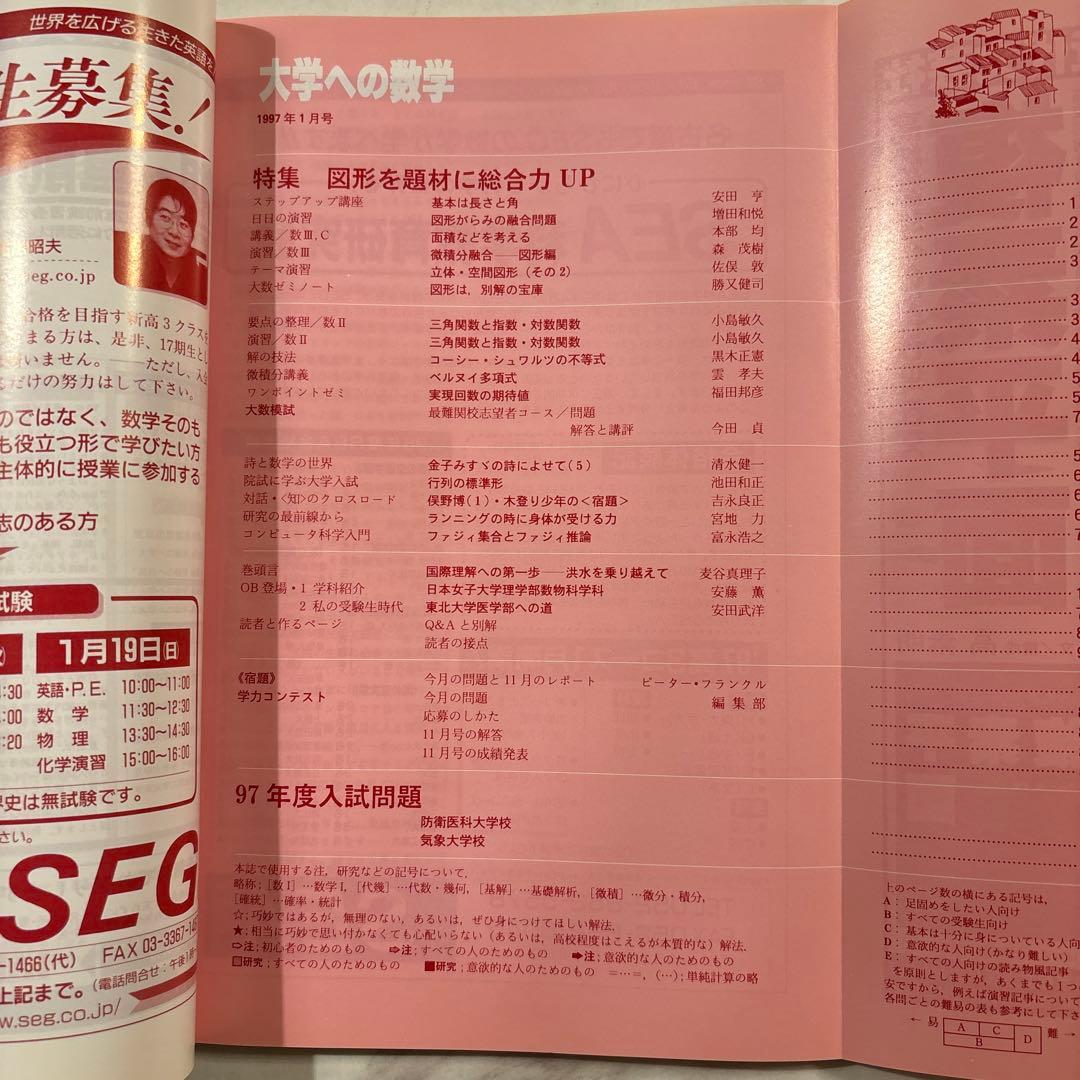 世界を広げる生きた英語を
生募集!
昭夫
seg.co.jp
合格を目指す新高3クラスを
まる方は、是非、17期生とし
いません。――ただし、入会
だけの努力はして下さい。
のではなく、数学そのも
も役立つ形で学びたい方
主体的に授業に参加する
志のある方
試験
1月19日(日)
4:30 英語・P.E. 10:00〜11:00
:00 数学 11:30〜12:30
:20 物理 13:30〜14:30
化学演習 15:00〜16:00
史は無試験です。
さい。
SEG
-1466(代) FAX 03-3367-14
上記まで。(電話問合せ：午後1時
w.seg.co.jp/
大学への数学
1997年1月号
特集 図形を題材に総合力UP
ステップアップ講座 基本は長さと角 安田 亨
日日の演習 図形がらみの融合問題 増田和悦
講義/数Ⅲ,C 面積などを考える 本部 均
演習/数Ⅲ 微積分融合――図形編 森 茂樹
テーマ演習 立体・空間図形(その2) 佐俣 敦
大数ゼミノート 図形は,別解の宝庫 勝又健司
要点の整理/数Ⅱ 三角関数と指数・対数関数 小島敏久
演習/数Ⅱ 三角関数と指数・対数関数 小島敏久
解の技法 コーシー・シュワルツの不等式 黒木正憲
微積分講義 ベルヌイ多項式 雲 孝夫
ワンポイントゼミ 実現回数の期待値 福田邦彦
大数模試 最難関校志望者コース/問題
解答と講評 今田 貞
詩と数学の世界 金子みすゞの詩によせて(5) 清水健一
院試に学ぶ大学入試 行列の標準形 池田和正
対話・〈知〉のクロスロード 俣野博(1)・木登り少年の<宿題> 吉永良正
研究の最前線から ランニングの時に身体が受ける力 宮地 力
コンピュータ科学入門 ファジィ集合とファジィ推論 富永浩之
巻頭言 国際理解への第一歩――洪水を乗り越えて 麦谷真理子
OB登場・1 学科紹介 日本女子大学理学部数物科学科 安藤 薫
2 私の受験生時代 東北大学医学部への道 安田武洋
読者と作るページ Q&Aと別解
読者の接点
《宿題》 今月の問題と11月のレポート ピーター・フランクル
学力コンテスト 今月の問題 編集部
応募のしかた
11月号の解答
11月号の成績発表
97年度入試問題
防衛医科大学校
気象大学校
本誌で使用する注,研究などの記号について.
略称；[数Ⅰ]…数学Ⅰ,[代幾]…代数・幾何,[基解]…基礎解析,[微積]…微分・積分,
[確統]…確率・統計
☆；巧妙ではあるが,無理のない,あるいは,ぜひ身につけてほしい解法.
★；相当に巧妙で思い付かなくても心配いらない(あるいは,高校程度はこえるが本質的な)解法.
⇨注；初心者のためのもの ➩注；すべての人のためのもの ➡注；意欲的な人のためのもの
□研究；すべての人のためのもの ■研究；意欲的な人のためのもの =…=,(…)；単純計算の略
上のページ数の横にある記号は,
A：足固めをしたい人向け
B：すべての受験生向け
C：基本は十分に身についている人向
D：意欲的な人向け(かなり難しい)
E：すべての人向けの読み物風記事
を原則としますが,あくまでも1つ
安ですから,例えば演習記事について
各問ごとの難易の表も参考にして下さ
← 易 A C D 難 →
B